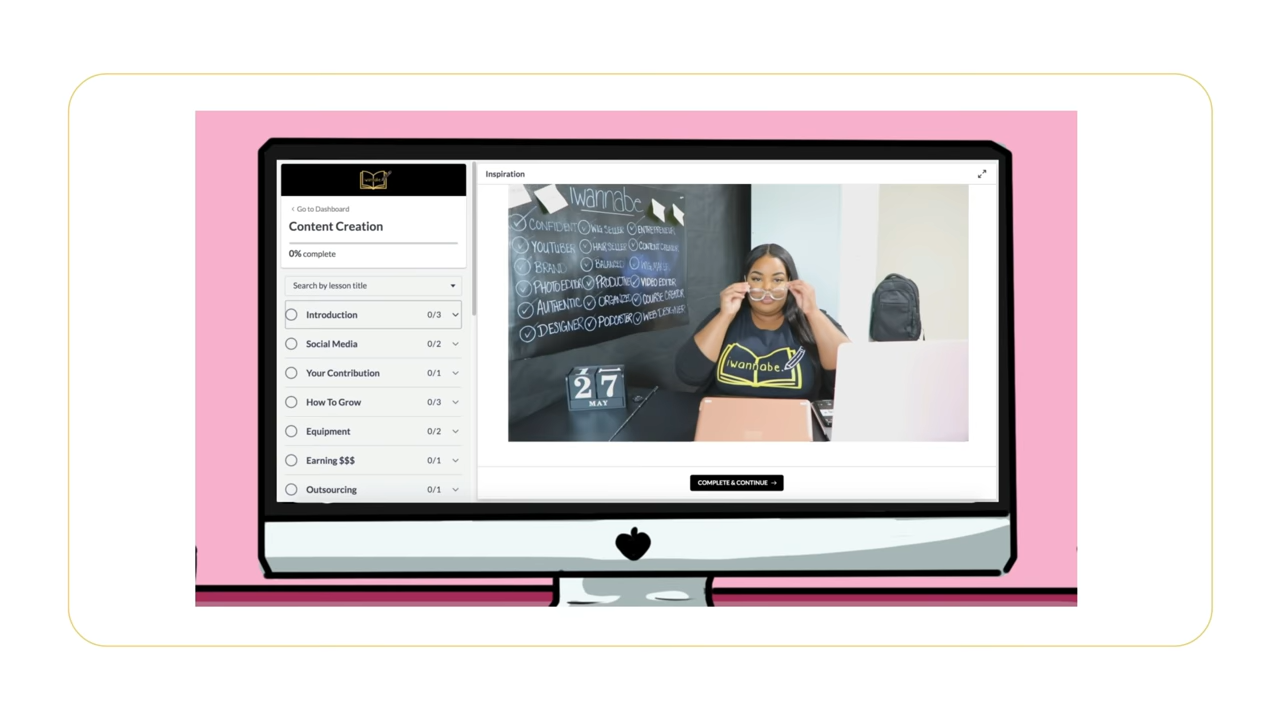 iwannabe.
< Go to Dashboard
Content Creation
0% complete
Search by lesson title
Introduction 0/3
Social Media 0/2
Your Contribution 0/1
How To Grow 0/3
Equipment 0/2
Earning $$$ 0/1
Outsourcing 0/1
Inspiration
Iwannabe
CONFIDENT WIG SELLER ENTREPRENEUR
YOUTUBER HAIR SELLER CONTENT CREATOR
BRAND BALANCED
PHOTO EDITOR PRODUCTIVE VIDEO EDITOR
AUTHENTIC ORGANIZE COURSE CREATOR
DESIGNER PODCASTER WEB DESIGNER
iwannabe.
27
MAY
COMPLETE & CONTINUE →